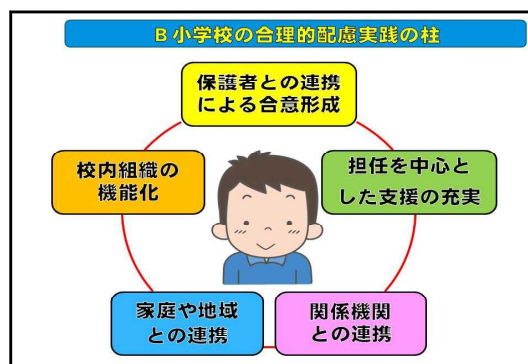 B小学校の合理的配慮実践の柱
保護者との連携
による合意形成
校内組織の
機能化
担任を中心と
した支援の充実
家庭や地域
との連携
関係機関
との連携